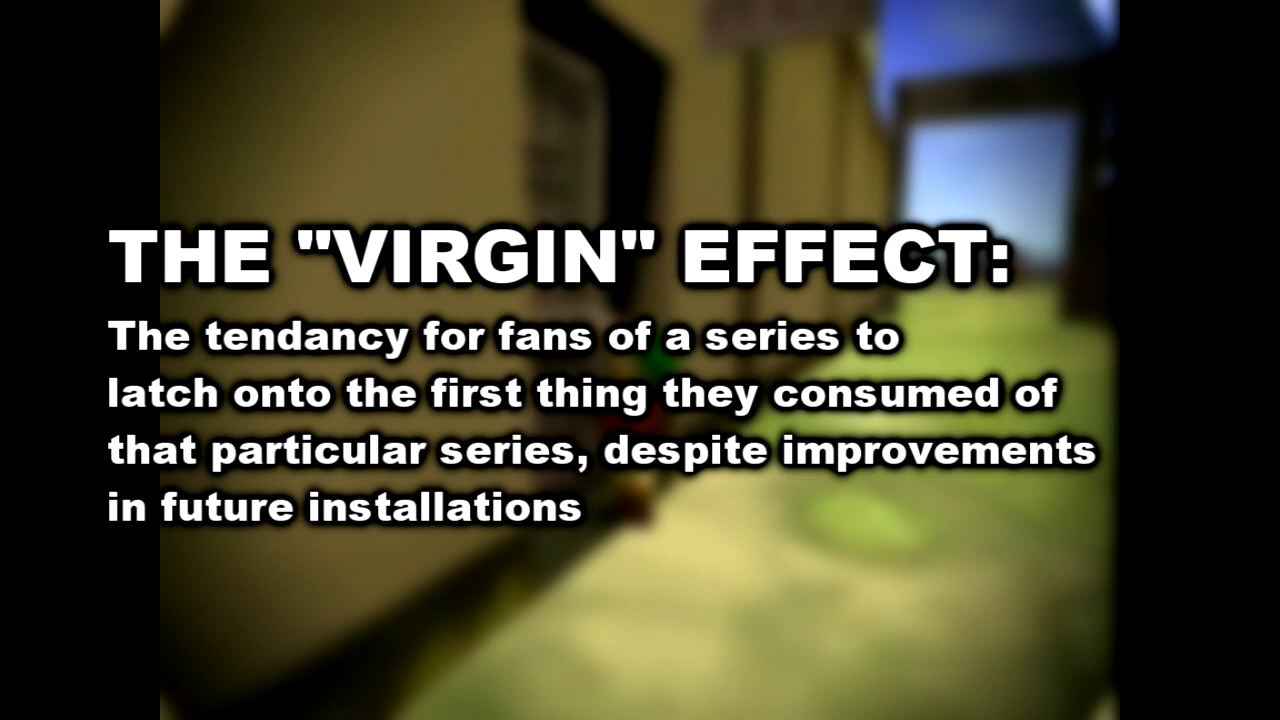 THE "VIRGIN" EFFECT:
The tendancy for fans of a series to
latch onto the first thing they consumed of
that particular series, despite improvements
in future installations